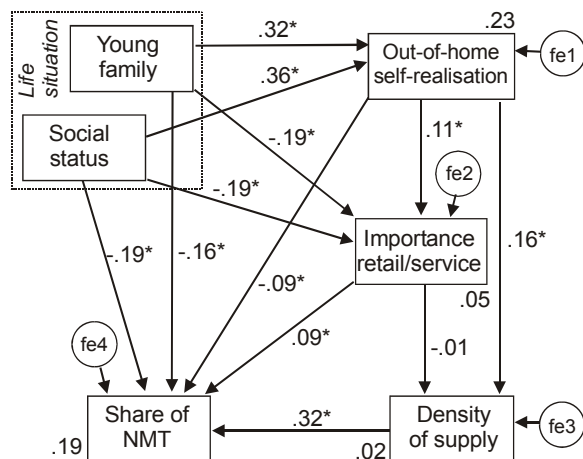 Life
situation
Young
family
Social
status
.32*
.36*
.23
Out-of-home
self-realisation
fe1
-.19*
.11*
fe2
-.19*
Importance
retail/service
.16*
-.19*
-.16*
-.09*
.05
.09*
-.01
fe4
Share of
NMT
.19
.32*
Density
of supply
.02
fe3